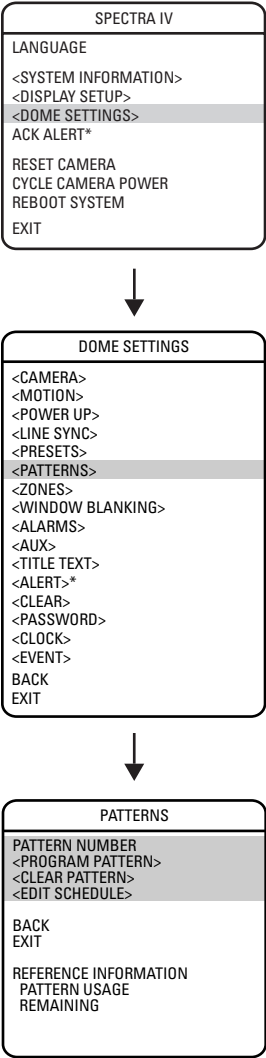 SPECTRA IV
LANGUAGE
<SYSTEM INFORMATION>
<DISPLAY SETUP>
<DOME SETTINGS>
ACK ALERT*
RESET CAMERA
CYCLE CAMERA POWER
REBOOT SYSTEM
EXIT
DOME SETTINGS
<CAMERA>
<MOTION>
<POWER UP>
<LINE SYNC>
<PRESETS>
<PATTERNS>
<ZONES>
<WINDOW BLANKING>
<ALARMS>
<AUX>
<TITLE TEXT>
<ALERT>*
<CLEAR>
<PASSWORD>
<CLOCK>
<EVENT>
BACK
EXIT
PATTERNS
PATTERN NUMBER
<PROGRAM PATTERN>
<CLEAR PATTERN>
<EDIT SCHEDULE>
BACK
EXIT
REFERENCE INFORMATION
PATTERN USAGE
REMAINING